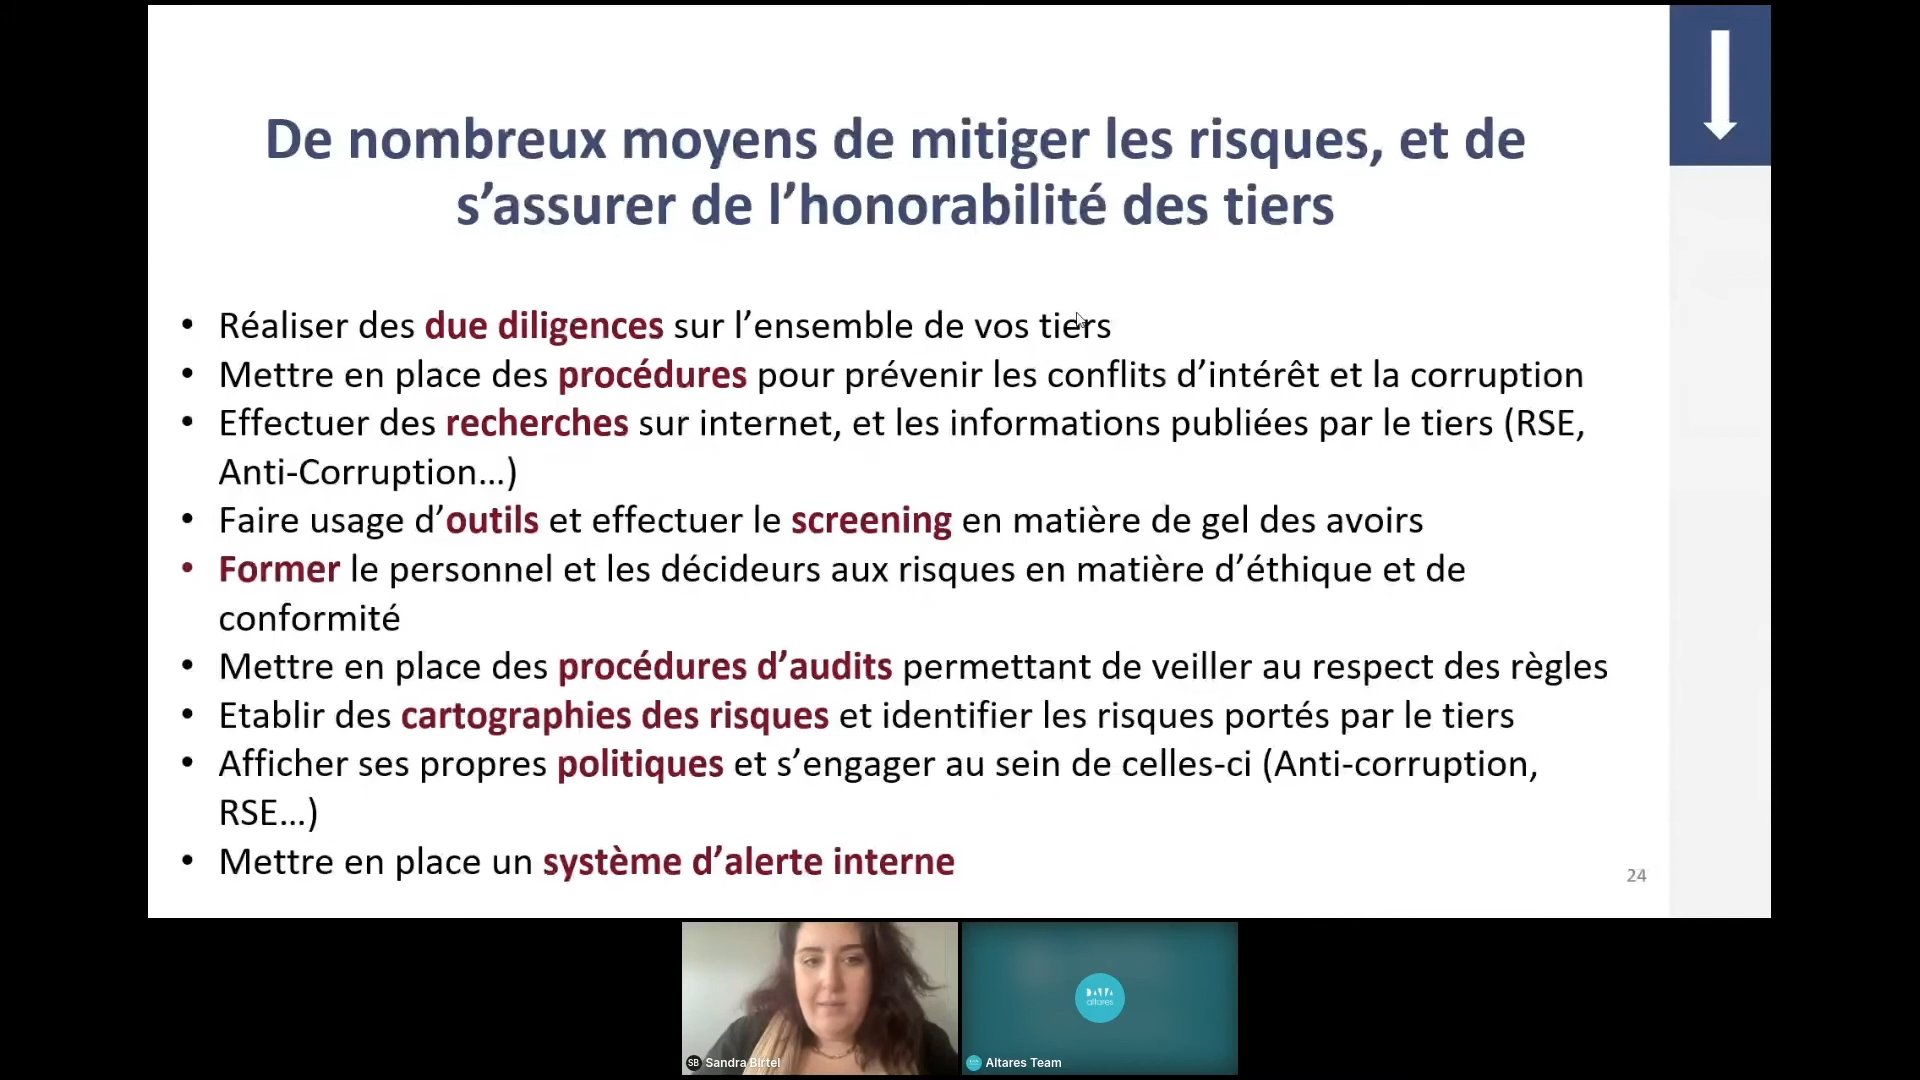 De nombreux moyens de mitiger les risques, et de
s’assurer de l’honorabilité des tiers
• Réaliser des due diligences sur l’ensemble de vos tiers
• Mettre en place des procédures pour prévenir les conflits d’intérêt et la corruption
• Effectuer des recherches sur internet, et les informations publiées par le tiers (RSE,
Anti-Corruption…)
• Faire usage d’outils et effectuer le screening en matière de gel des avoirs
• Former le personnel et les décideurs aux risques en matière d’éthique et de
conformité
• Mettre en place des procédures d’audits permettant de veiller au respect des règles
• Etablir des cartographies des risques et identifier les risques portés par le tiers
• Afficher ses propres politiques et s’engager au sein de celles-ci (Anti-corruption,
RSE…)
• Mettre en place un système d’alerte interne
24
altares
SB Sandra Birtel
Altares Team